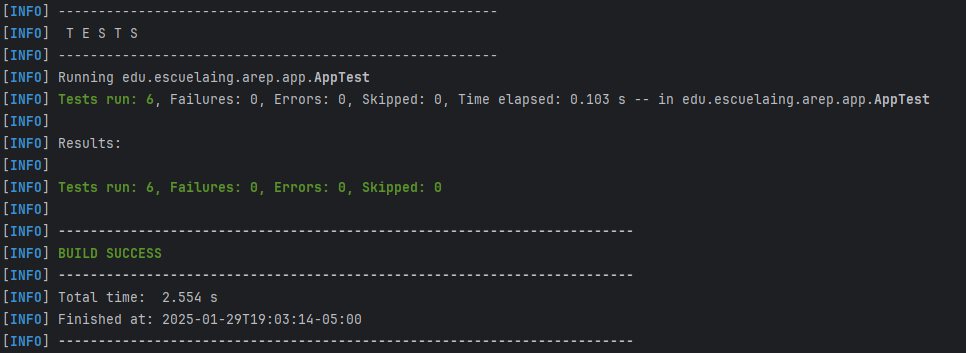 [INFO] -------------------------------------------------------
[INFO]  T E S T S
[INFO] -------------------------------------------------------
[INFO] Running edu.escuelaing.arep.app.AppTest
[INFO] Tests run: 6, Failures: 0, Errors: 0, Skipped: 0, Time elapsed: 0.103 s -- in edu.escuelaing.arep.app.AppTest
[INFO]
[INFO] Results:
[INFO]
[INFO] Tests run: 6, Failures: 0, Errors: 0, Skipped: 0
[INFO]
[INFO] ------------------------------------------------------------------------
[INFO] BUILD SUCCESS
[INFO] ------------------------------------------------------------------------
[INFO] Total time:  2.554 s
[INFO] Finished at: 2025-01-29T19:03:14-05:00
[INFO] ------------------------------------------------------------------------